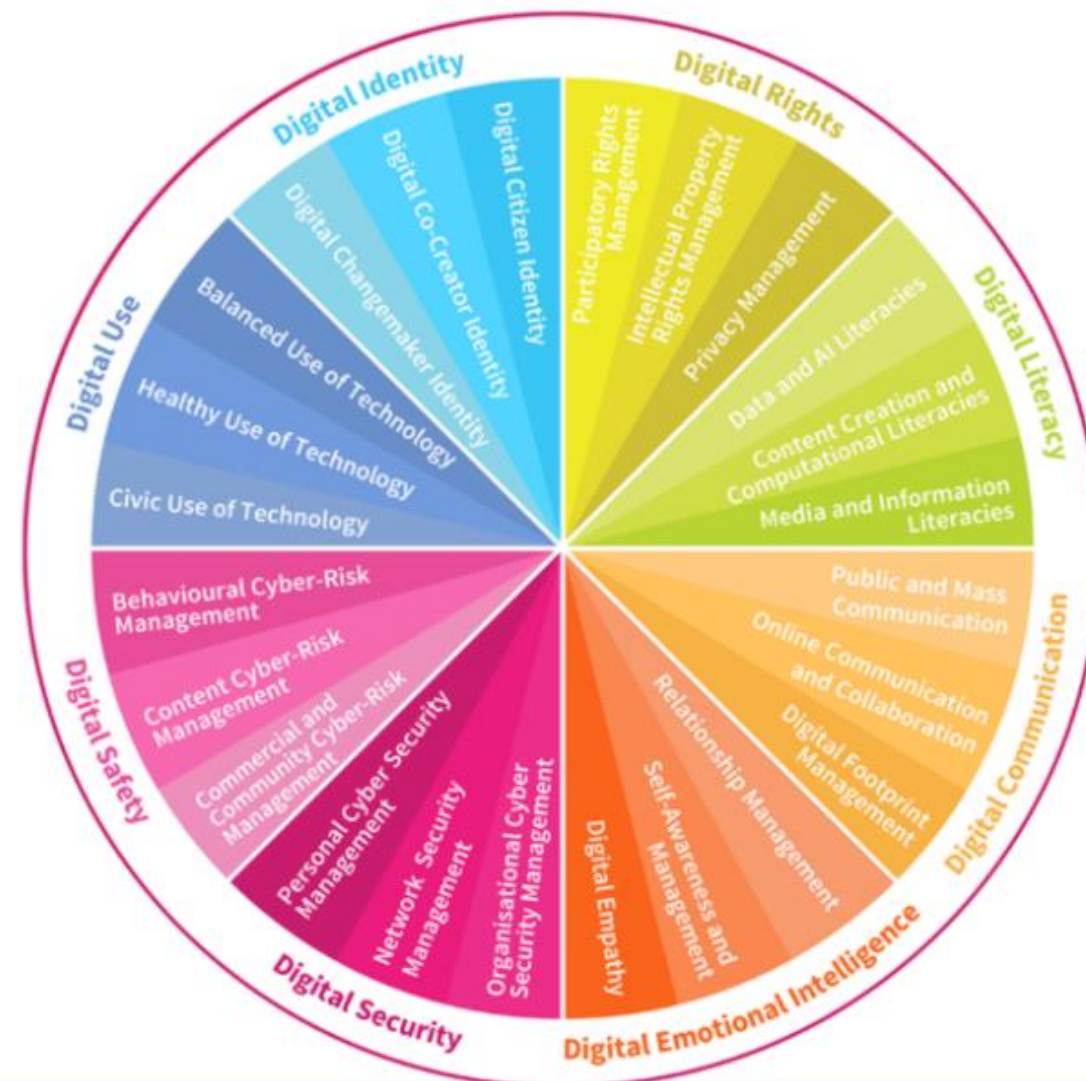 Digital Identity
Digital Citizen Identity
Digital Co-Creator Identity
Digital Changemaker Identity
Digital Rights
Participatory Rights
Management
Intellectual Property
Rights Management
Privacy Management
Digital Literacy
Data and AI Literacies
Content Creation and
Computational Literacies
Media and Information
Literacies
Digital Communication
Public and Mass
Communication
Online Communication
and Collaboration
Digital Footprint
Management
Digital Emotional Intelligence
Relationship Management
Self-Awareness and
Management
Digital Empathy
Digital Security
Organisational Cyber
Security Management
Network Security
Management
Personal Cyber Security
Management
Digital Safety
Commercial and
Community Cyber-Risk
Management
Content Cyber-Risk
Management
Behavioural Cyber-Risk
Management
Digital Use
Civic Use of Technology
Healthy Use of Technology
Balanced Use of Technology